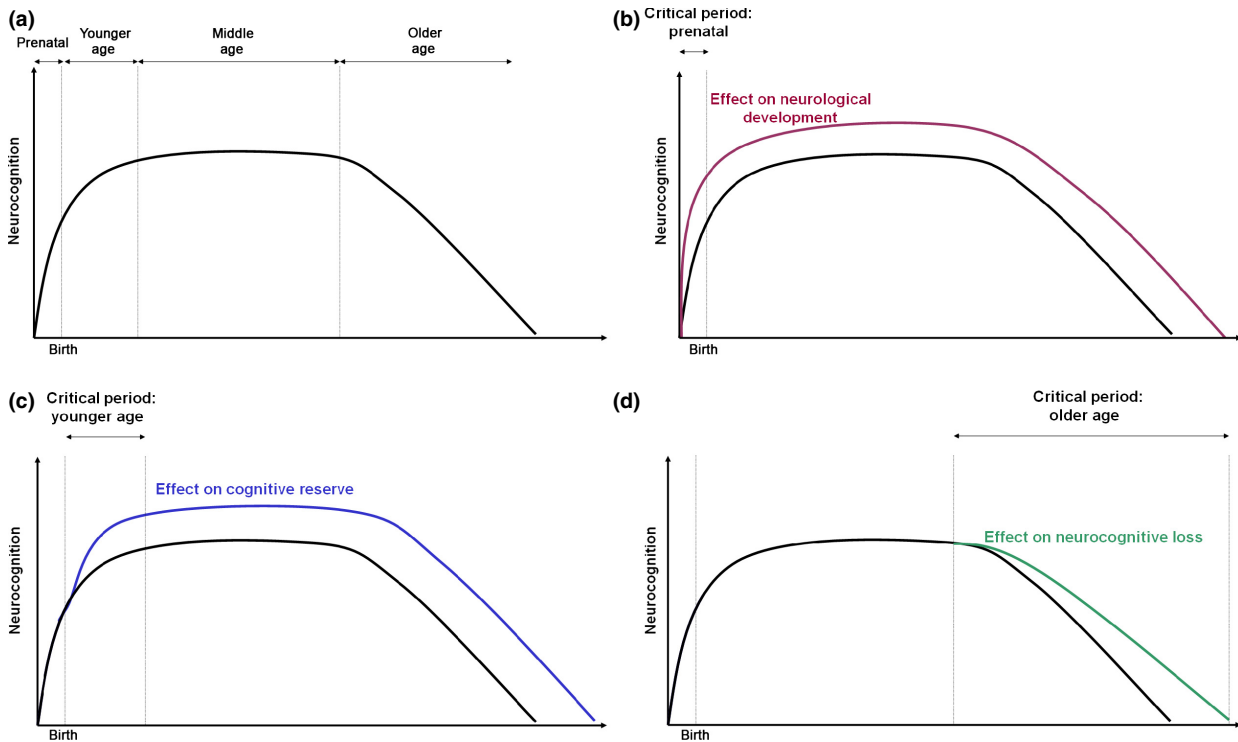 (a)
Prenatal
Younger
age
Middle
age
Older
age
Neurocognition
Birth
(b)
Critical period:
prenatal
Effect on neurological
development
Neurocognition
Birth
(c)
Critical period:
younger age
Effect on cognitive reserve
Neurocognition
Birth
(d)
Critical period:
older age
Effect on neurocognitive loss
Neurocognition
Birth